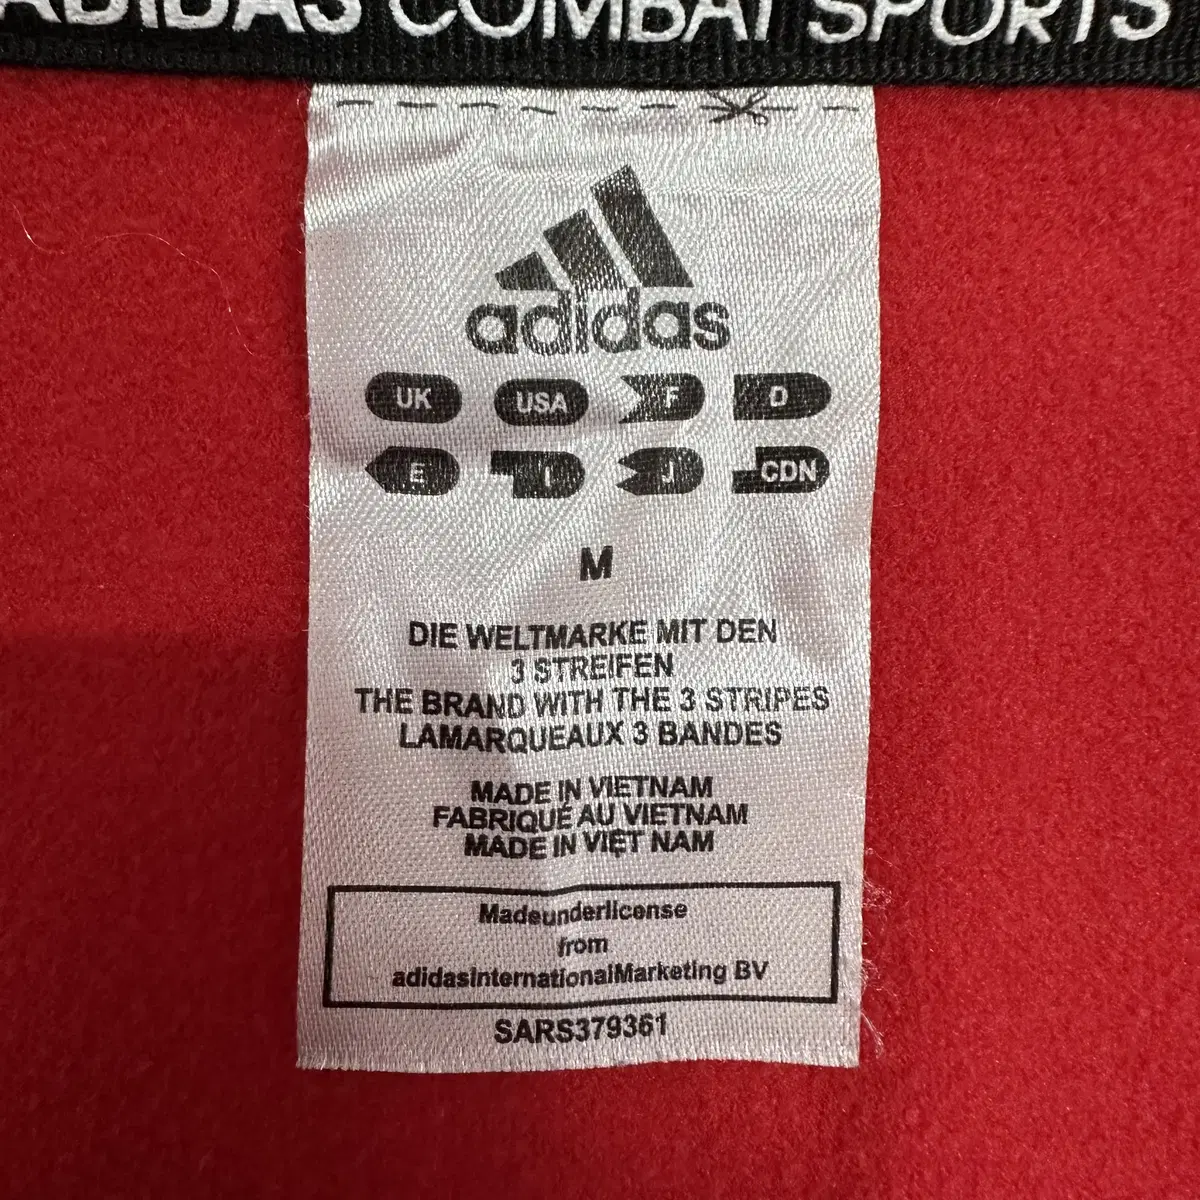 ADIDAS COMBAT SPORTS
adidas
UK USA F D
E I J CDN
M
DIE WELTMARKE MIT DEN
3 STREIFEN
THE BRAND WITH THE 3 STRIPES
LAMARQUEAUX 3 BANDES
MADE IN VIETNAM
FABRIQUÉ AU VIETNAM
MADE IN VIỆT NAM
Madeunderlicense
from
adidasInternationalMarketing BV
SARS379361